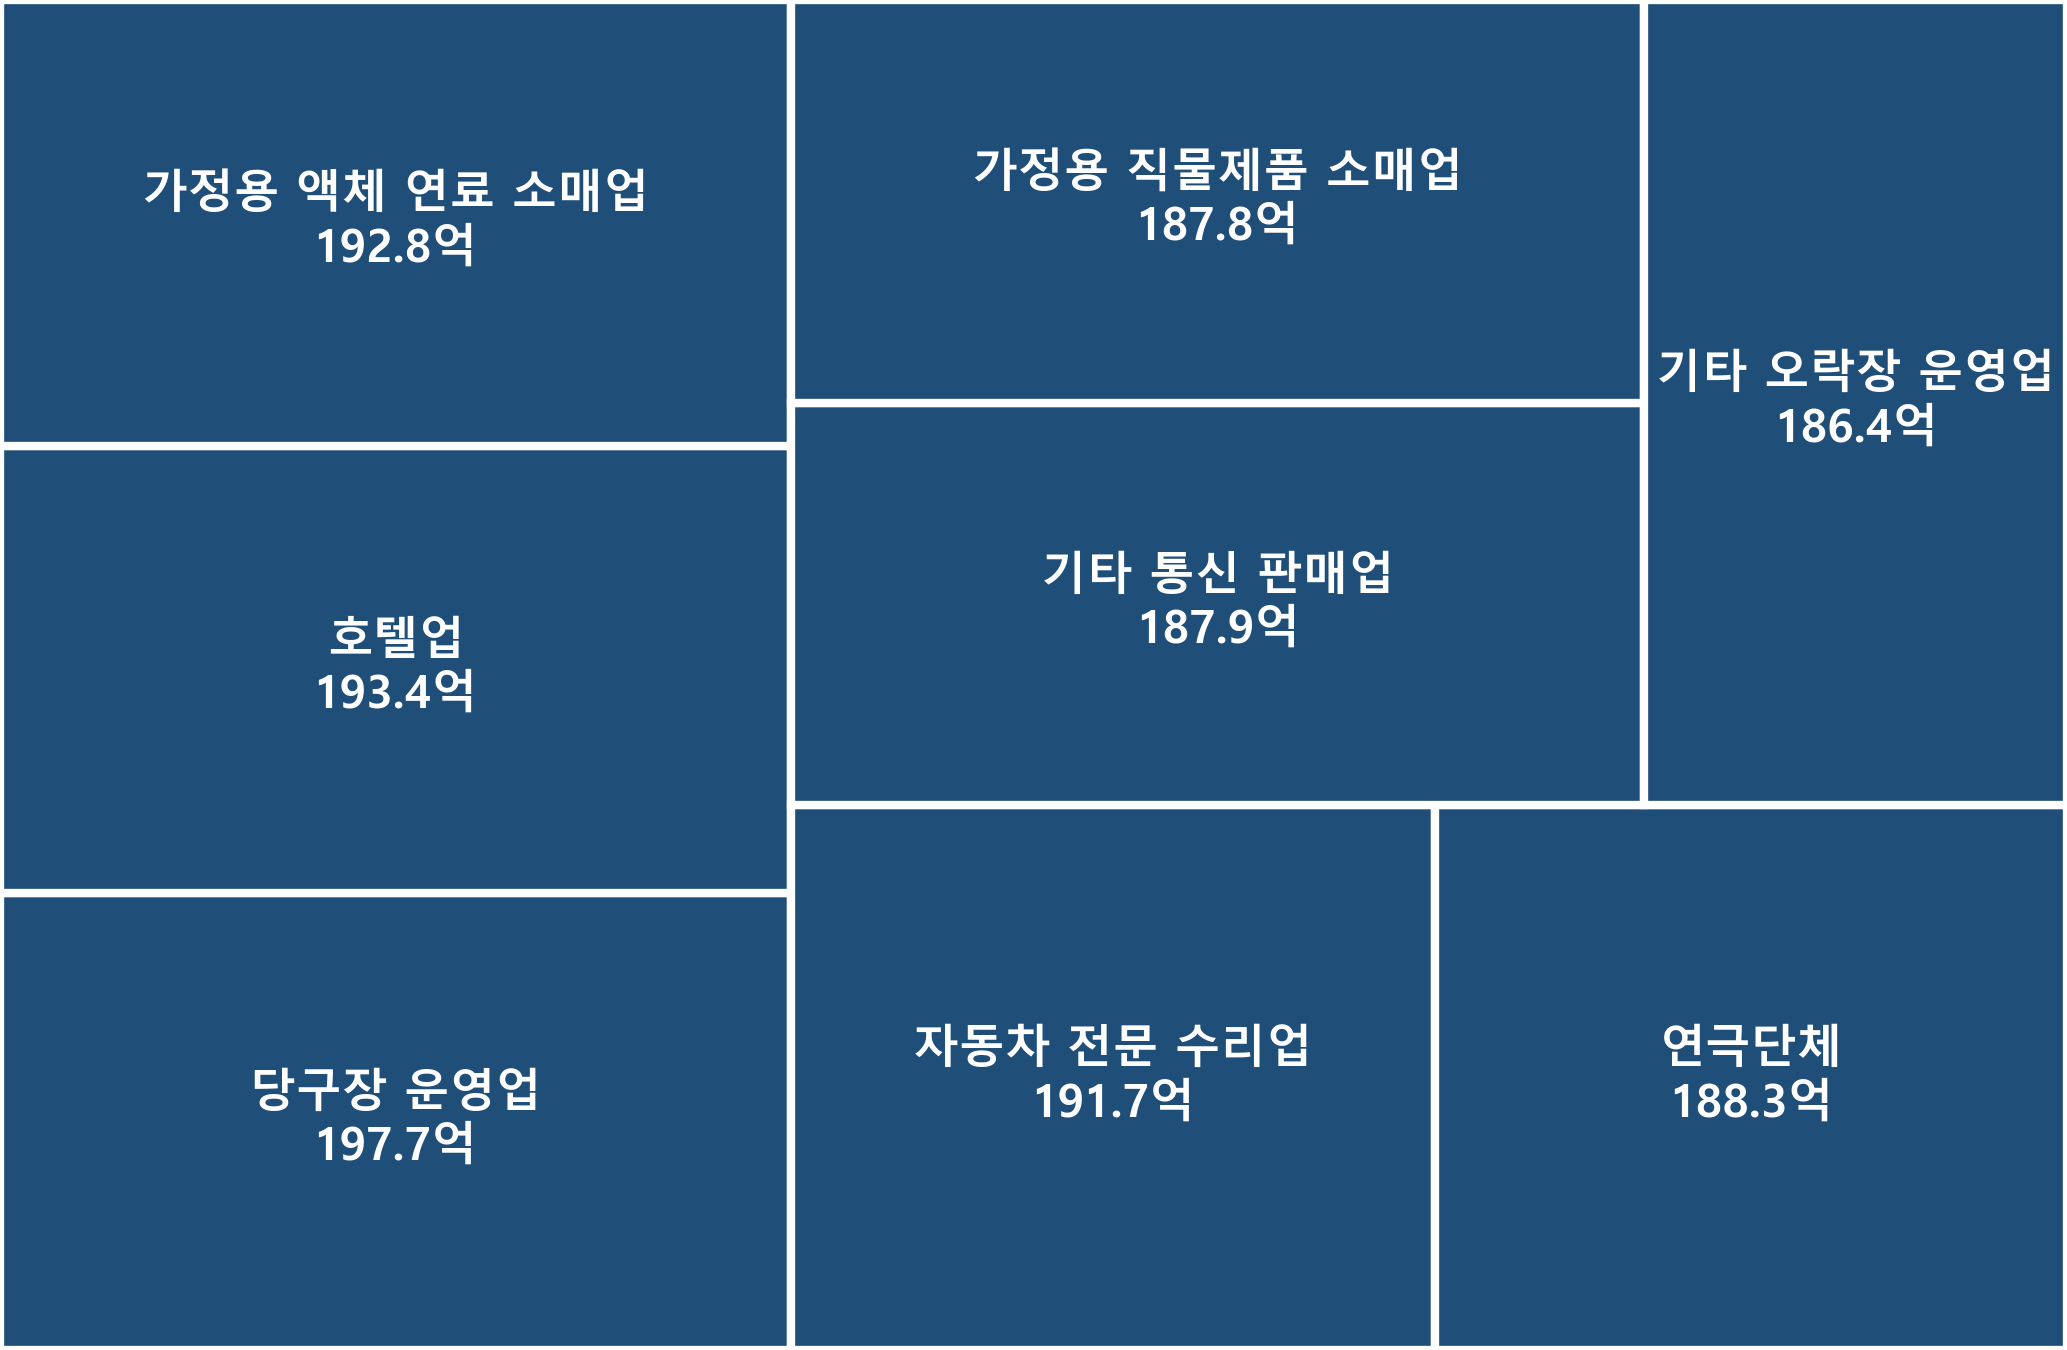 가정용 액체 연료 소매업
192.8억
가정용 직물제품 소매업
187.8억
기타 오락장 운영업
186.4억
기타 통신 판매업
187.9억
호텔업
193.4억
당구장 운영업
197.7억
자동차 전문 수리업
191.7억
연극단체
188.3억